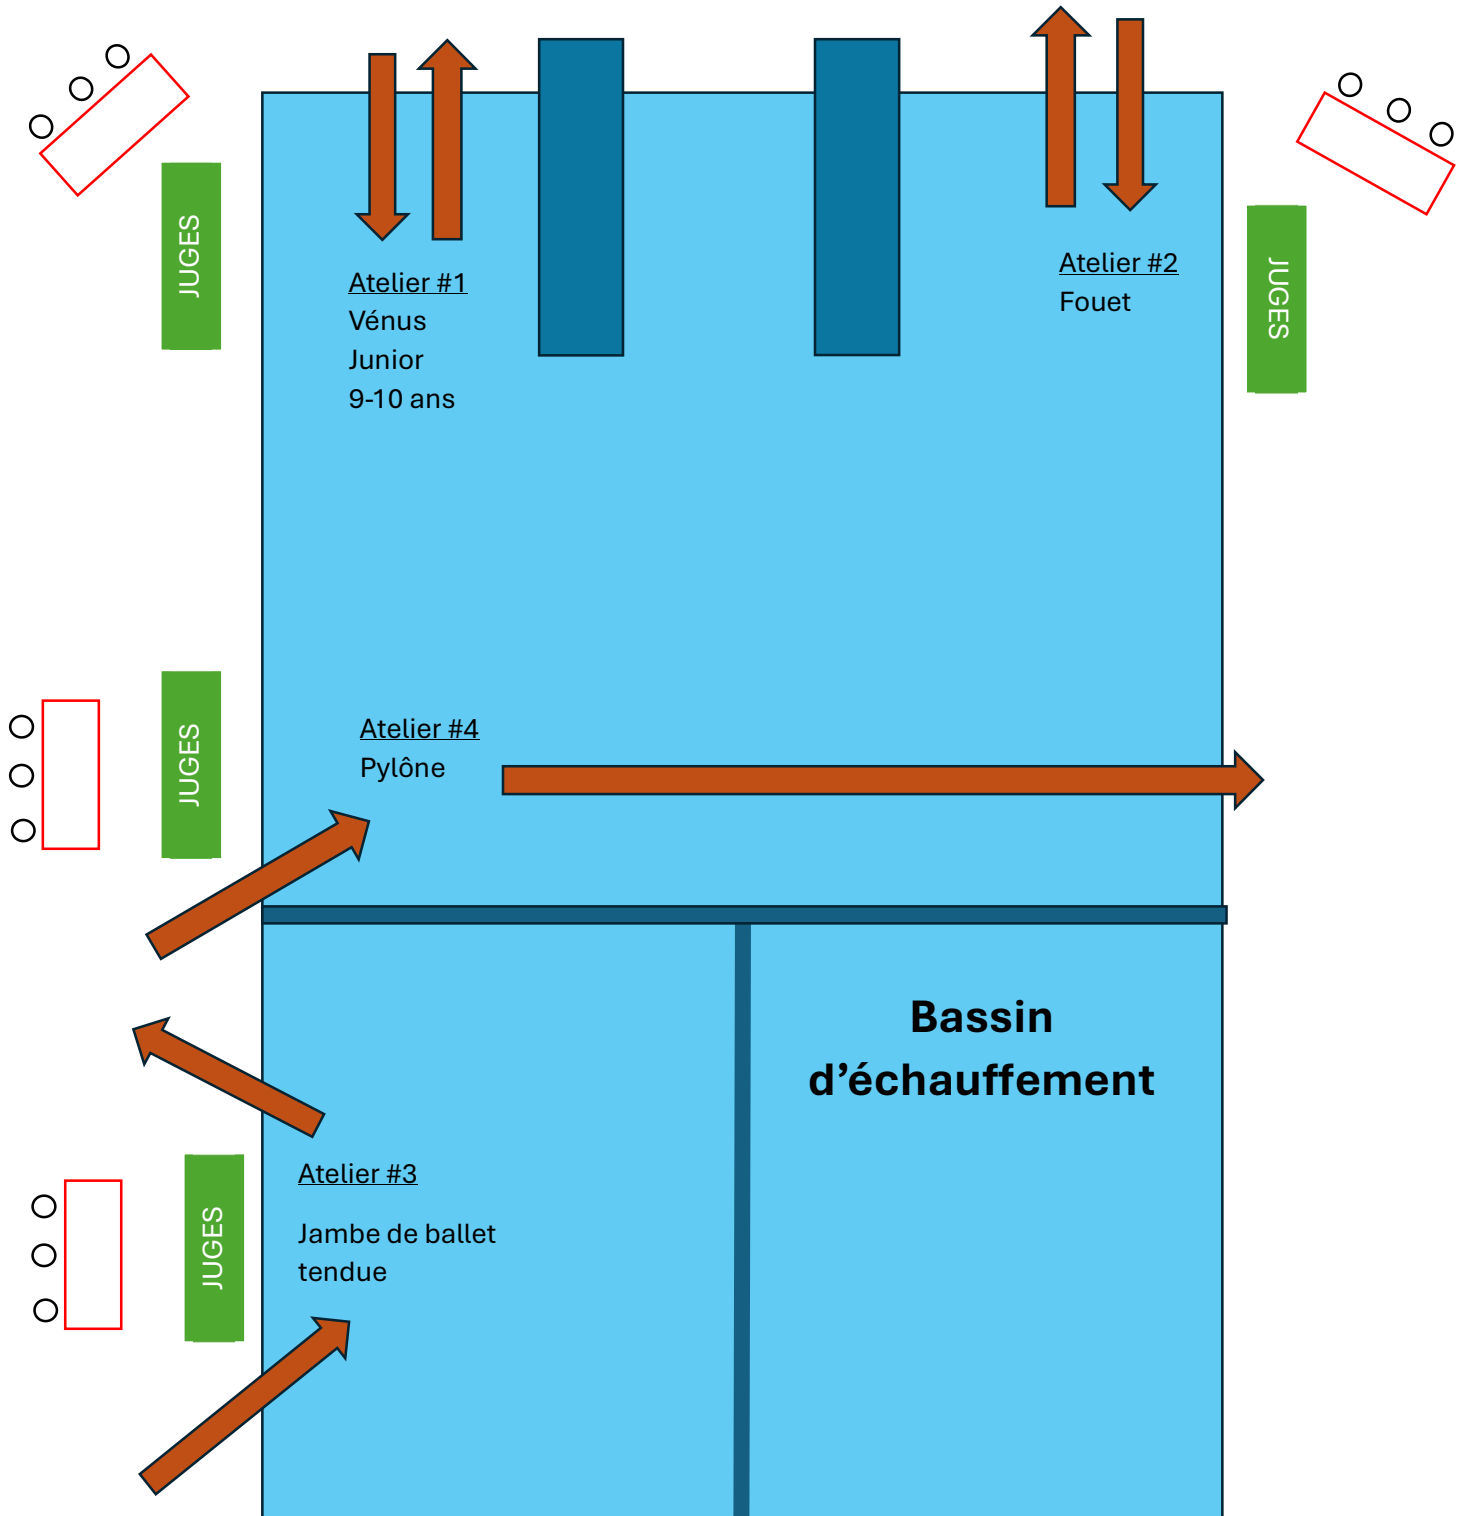 JUGES
Atelier #1
Vénus
Junior
9-10 ans
Atelier #2
Fouet
JUGES
JUGES
Atelier #4
Pylône
Bassin
d’échauffement
JUGES
Atelier #3
Jambe de ballet
tendue